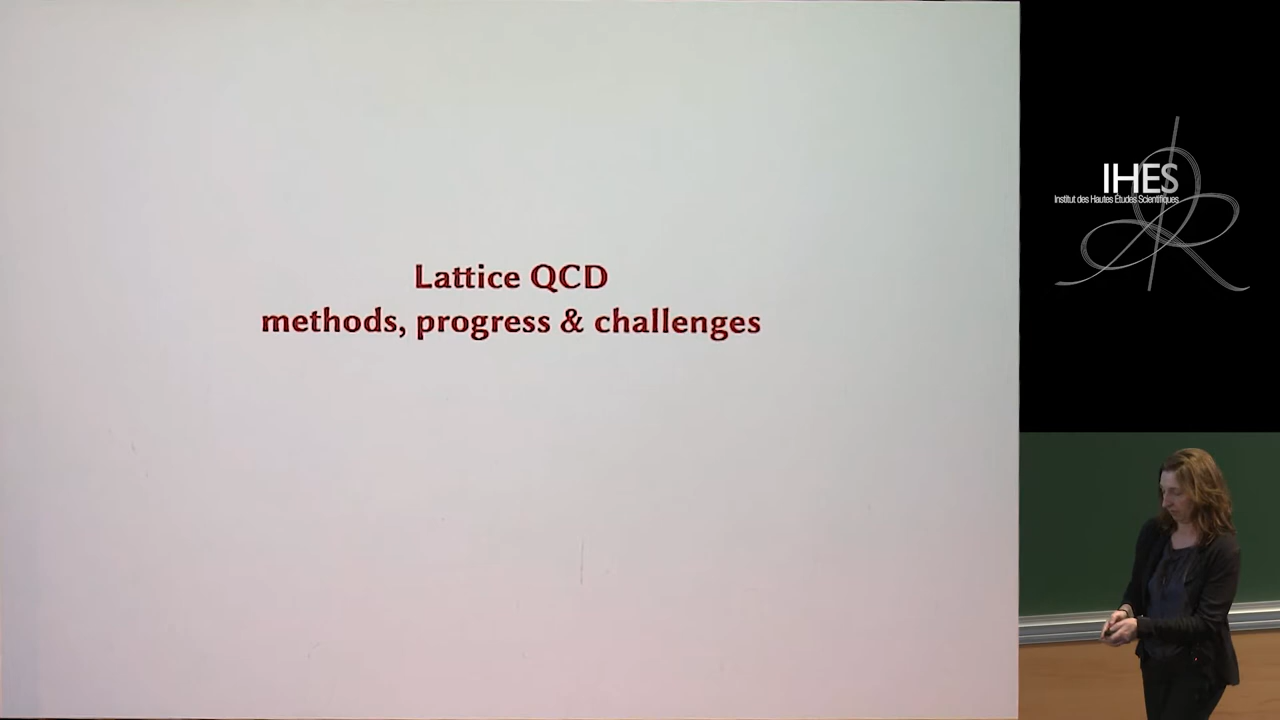 Lattice QCD
methods, progress & challenges
IHES
Institut des Hautes Études Scientifiques